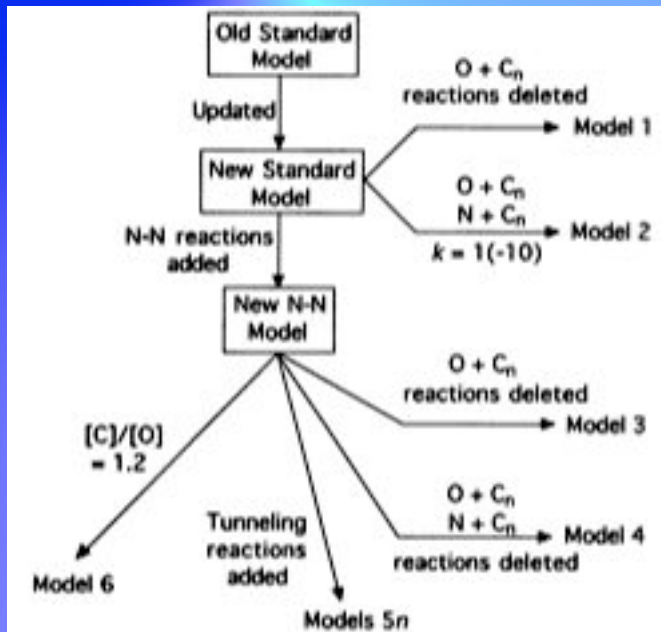 Old Standard
Model
O + Cn
reactions deleted
Updated
Model 1
New Standard
Model
O + Cn
N + Cn
Model 2
k = 1(-10)
N-N reactions
added
New N-N
Model
O + Cn
reactions deleted
Model 3
[C]/[O]
= 1.2
O + Cn
N + Cn
Model 4
reactions deleted
Tunneling
reactions
added
Model 6
Models 5n